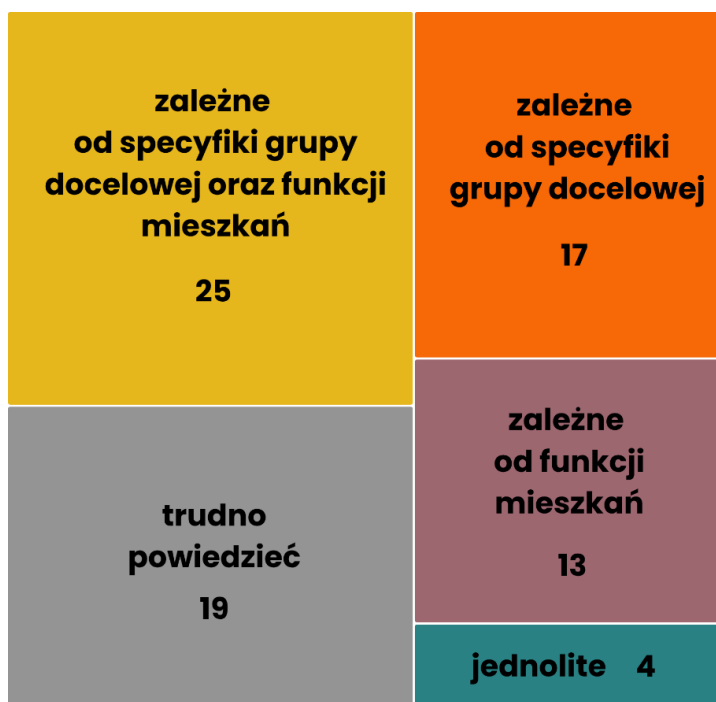 zależne
od specyfiki grupy
docelowej oraz funkcji
mieszkań
25
zależne
od specyfiki
grupy docelowej
17
trudno
powiedzieć
19
zależne
od funkcji
mieszkań
13
jednolite 4